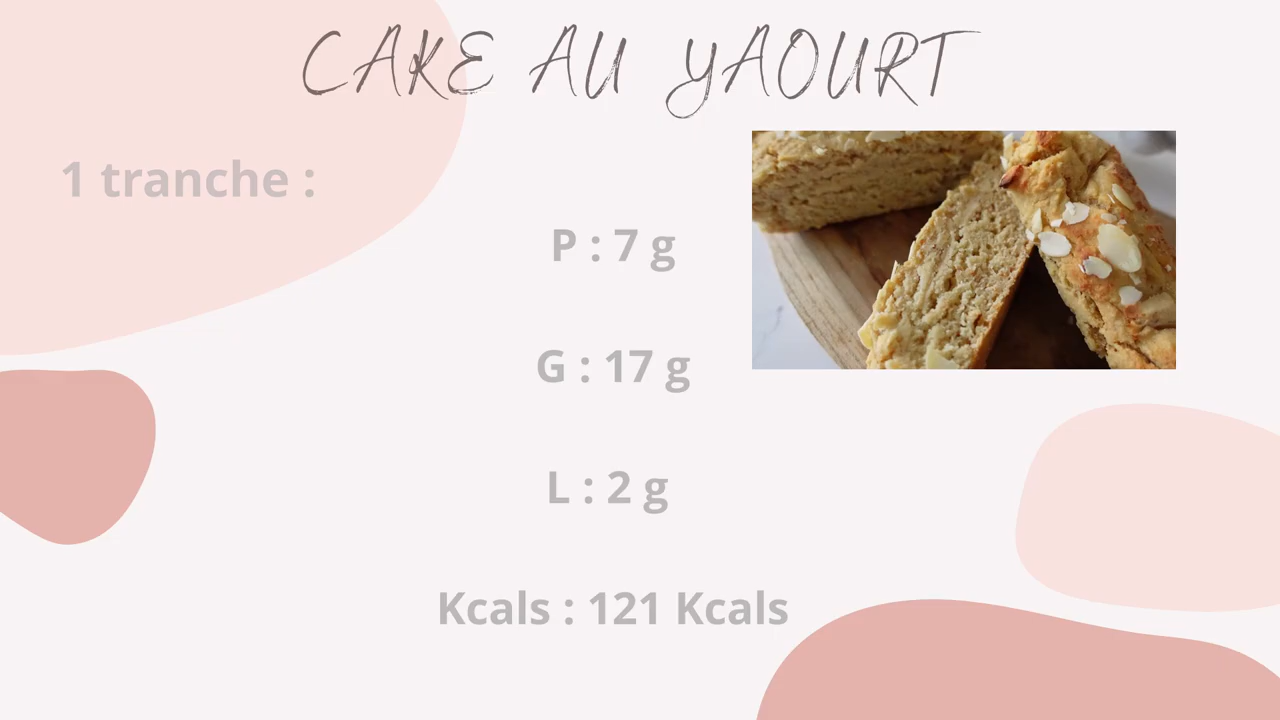 CAKE AU YAOURT
1 tranche :
P : 7 g
G : 17 g
L : 2 g
Kcals : 121 Kcals